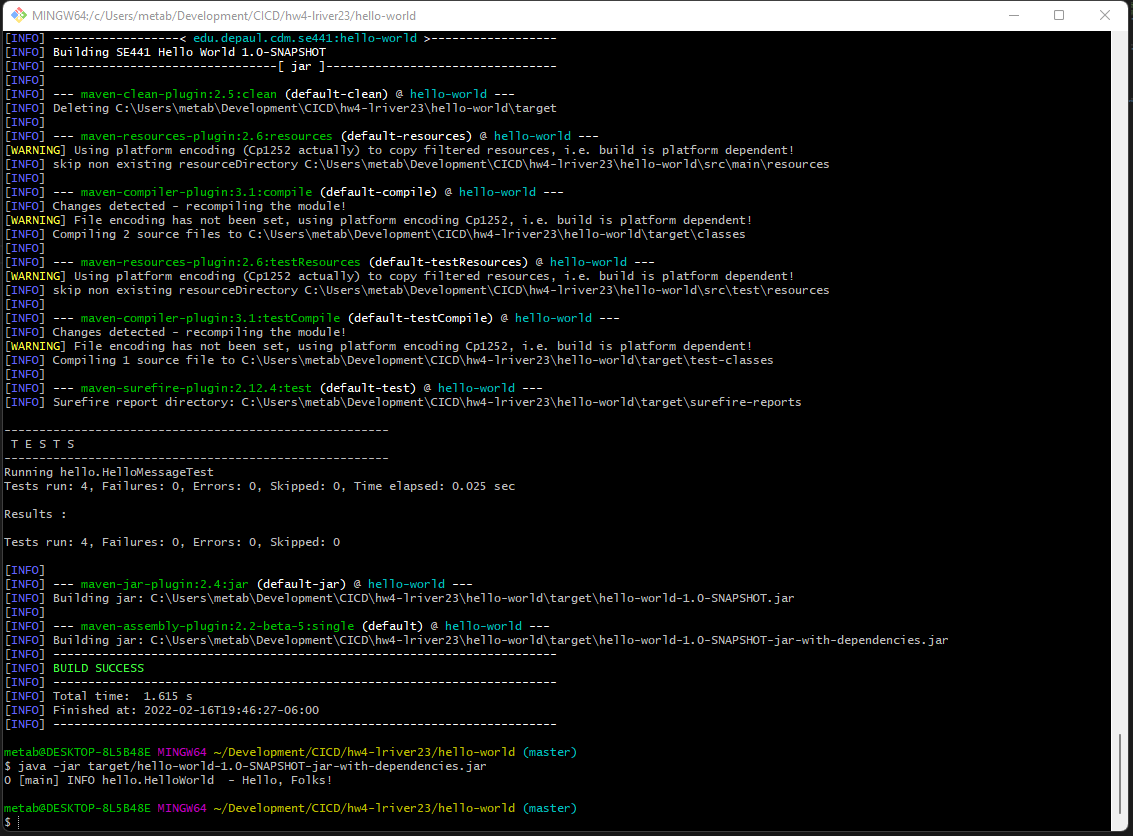 MINGW64:/c/Users/metab/Development/CICD/hw4-lriver23/hello-world
[INFO] ------------------< edu.depaul.cdm.se441:hello-world >------------------
[INFO] Building SE441 Hello World 1.0-SNAPSHOT
[INFO] --------------------------------[ jar ]---------------------------------
[INFO]
[INFO] --- maven-clean-plugin:2.5:clean (default-clean) @ hello-world ---
[INFO] Deleting C:\Users\metab\Development\CICD\hw4-lriver23\hello-world\target
[INFO]
[INFO] --- maven-resources-plugin:2.6:resources (default-resources) @ hello-world ---
[WARNING] Using platform encoding (Cp1252 actually) to copy filtered resources, i.e. build is platform dependent!
[INFO] skip non existing resourceDirectory C:\Users\metab\Development\CICD\hw4-lriver23\hello-world\src\main\resources
[INFO]
[INFO] --- maven-compiler-plugin:3.1:compile (default-compile) @ hello-world ---
[INFO] Changes detected - recompiling the module!
[WARNING] File encoding has not been set, using platform encoding Cp1252, i.e. build is platform dependent!
[INFO] Compiling 2 source files to C:\Users\metab\Development\CICD\hw4-lriver23\hello-world\target\classes
[INFO]
[INFO] --- maven-resources-plugin:2.6:testResources (default-testResources) @ hello-world ---
[WARNING] Using platform encoding (Cp1252 actually) to copy filtered resources, i.e. build is platform dependent!
[INFO] skip non existing resourceDirectory C:\Users\metab\Development\CICD\hw4-lriver23\hello-world\src\test\resources
[INFO]
[INFO] --- maven-compiler-plugin:3.1:testCompile (default-testCompile) @ hello-world ---
[INFO] Changes detected - recompiling the module!
[WARNING] File encoding has not been set, using platform encoding Cp1252, i.e. build is platform dependent!
[INFO] Compiling 1 source file to C:\Users\metab\Development\CICD\hw4-lriver23\hello-world\target\test-classes
[INFO]
[INFO] --- maven-surefire-plugin:2.12.4:test (default-test) @ hello-world ---
[INFO] Surefire report directory: C:\Users\metab\Development\CICD\hw4-lriver23\hello-world\target\surefire-reports
-------------------------------------------------------
T E S T S
-------------------------------------------------------
Running hello.HelloMessageTest
Tests run: 4, Failures: 0, Errors: 0, Skipped: 0, Time elapsed: 0.025 sec
Results :
Tests run: 4, Failures: 0, Errors: 0, Skipped: 0
[INFO]
[INFO] --- maven-jar-plugin:2.4:jar (default-jar) @ hello-world ---
[INFO] Building jar: C:\Users\metab\Development\CICD\hw4-lriver23\hello-world\target\hello-world-1.0-SNAPSHOT.jar
[INFO]
[INFO] --- maven-assembly-plugin:2.2-beta-5:single (default) @ hello-world ---
[INFO] Building jar: C:\Users\metab\Development\CICD\hw4-lriver23\hello-world\target\hello-world-1.0-SNAPSHOT-jar-with-dependencies.jar
[INFO] ------------------------------------------------------------------------
[INFO] BUILD SUCCESS
[INFO] ------------------------------------------------------------------------
[INFO] Total time:  1.615 s
[INFO] Finished at: 2022-02-16T19:46:27-06:00
[INFO] ------------------------------------------------------------------------
metab@DESKTOP-8L5B48E MINGW64 ~/Development/CICD/hw4-lriver23/hello-world (master)
$ java -jar target/hello-world-1.0-SNAPSHOT-jar-with-dependencies.jar
0 [main] INFO hello.HelloWorld  - Hello, Folks!
metab@DESKTOP-8L5B48E MINGW64 ~/Development/CICD/hw4-lriver23/hello-world (master)
$